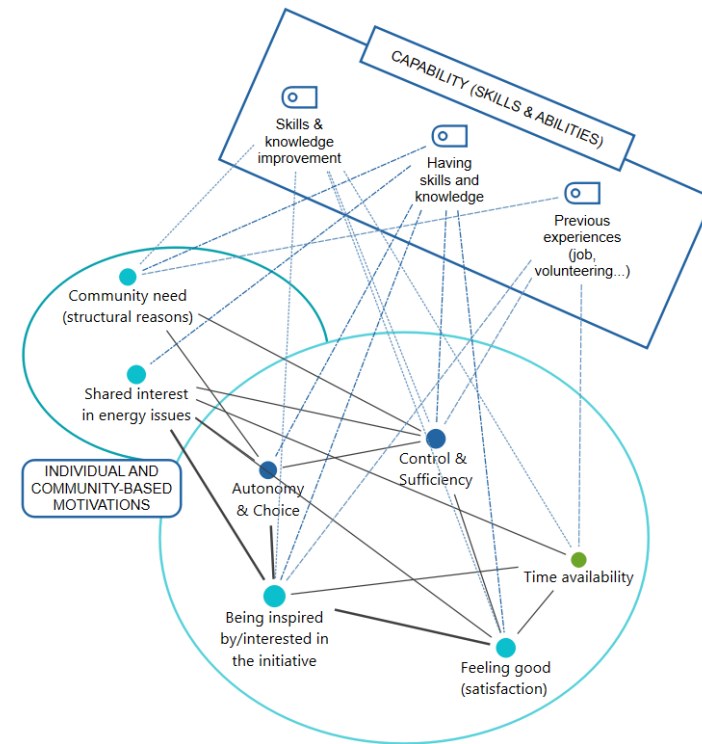 CAPABILITY (SKILLS & ABILITIES)
Skills &
knowledge
improvement
Having
skills and
knowledge
Previous
experiences
(job,
volunteering...)
Community need
(structural reasons)
Shared interest
in energy issues
INDIVIDUAL AND
COMMUNITY-BASED
MOTIVATIONS
Autonomy
& Choice
Control &
Sufficiency
Time availability
Being inspired
by/interested in
the initiative
Feeling good
(satisfaction)